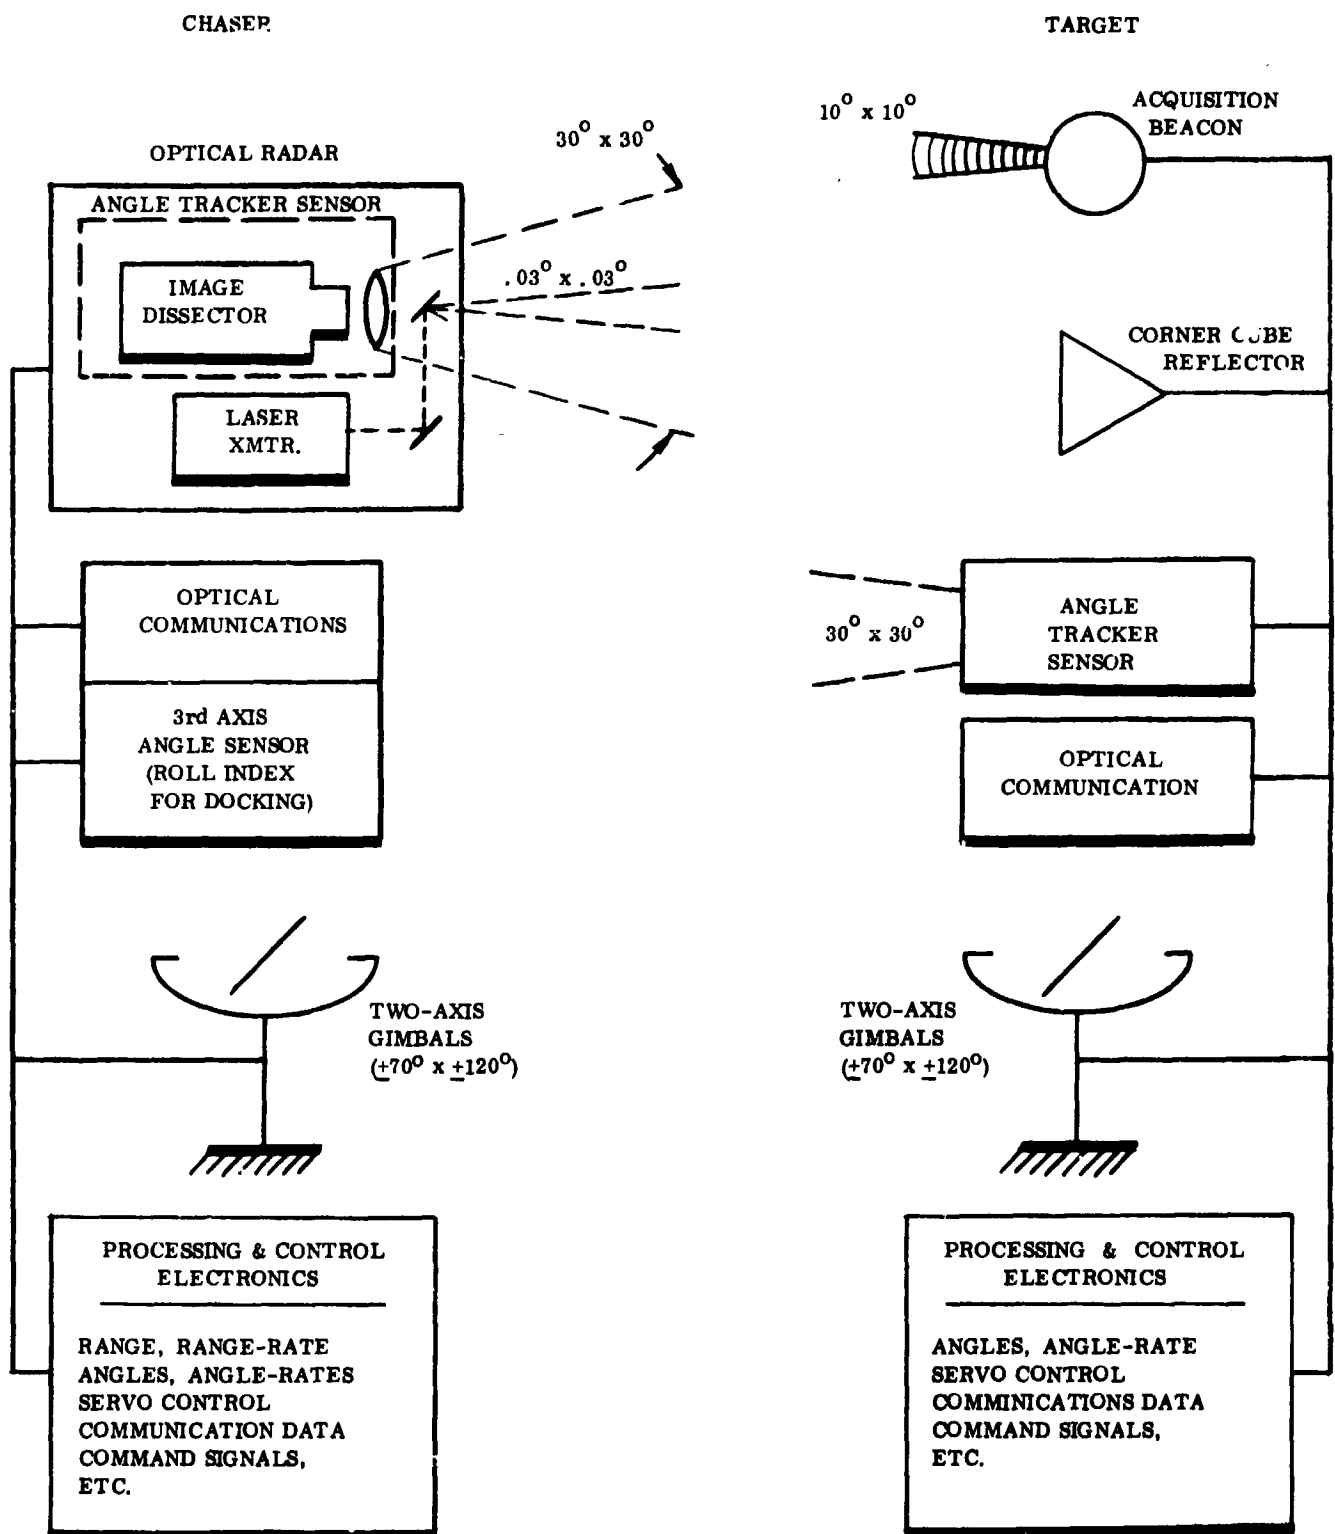 CHASER
TARGET
OPTICAL RADAR
ANGLE TRACKER SENSOR
IMAGE
DISSECTOR
LASER
XMTR.
30° x 30°
.03° x .03°
10° x 10°
ACQUISITION
BEACON
CORNER CUBE
REFLECTOR
OPTICAL
COMMUNICATIONS
3rd AXIS
ANGLE SENSOR
(ROLL INDEX
FOR DOCKING)
30° x 30°
ANGLE
TRACKER
SENSOR
OPTICAL
COMMUNICATION
TWO-AXIS
GIMBALS
(±70° x ±120°)
TWO-AXIS
GIMBALS
(±70° x ±120°)
PROCESSING & CONTROL
ELECTRONICS
RANGE, RANGE-RATE
ANGLES, ANGLE-RATES
SERVO CONTROL
COMMUNICATION DATA
COMMAND SIGNALS,
ETC.
PROCESSING & CONTROL
ELECTRONICS
ANGLES, ANGLE-RATE
SERVO CONTROL
COMMINICATIONS DATA
COMMAND SIGNALS,
ETC.